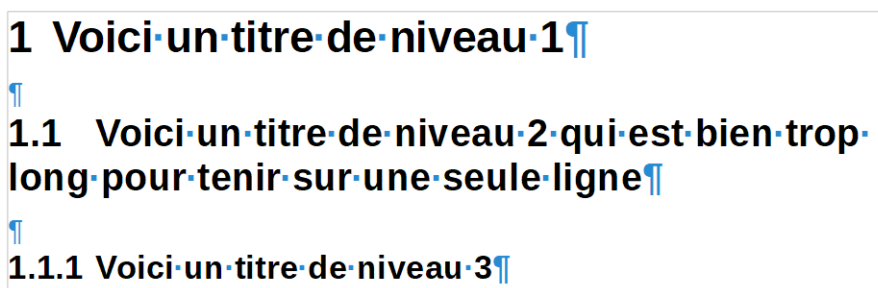 1 Voici·un·titre·de·niveau·1¶
¶
1.1 Voici·un·titre·de·niveau·2·qui·est·bien·trop·
long·pour·tenir·sur·une·seule·ligne¶
¶
1.1.1 Voici·un·titre·de·niveau·3¶